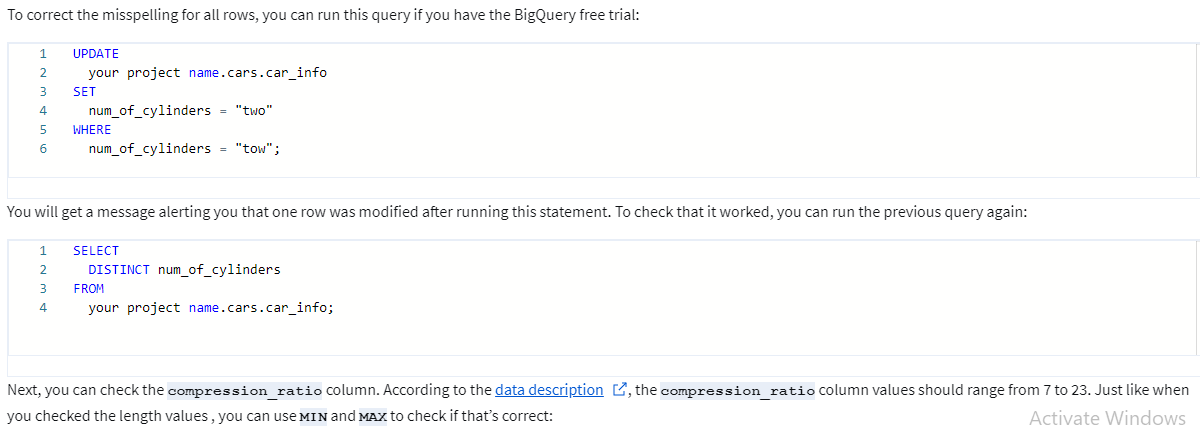 To correct the misspelling for all rows, you can run this query if you have the BigQuery free trial:
1 UPDATE
2 your project name.cars.car_info
3 SET
4 num_of_cylinders = "two"
5 WHERE
6 num_of_cylinders = "tow";
You will get a message alerting you that one row was modified after running this statement. To check that it worked, you can run the previous query again:
1 SELECT
2 DISTINCT num_of_cylinders
3 FROM
4 your project name.cars.car_info;
Next, you can check the compression_ratio column. According to the data description , the compression_ratio column values should range from 7 to 23. Just like when
you checked the length values , you can use MIN and MAX to check if that's correct:
Activate Windows